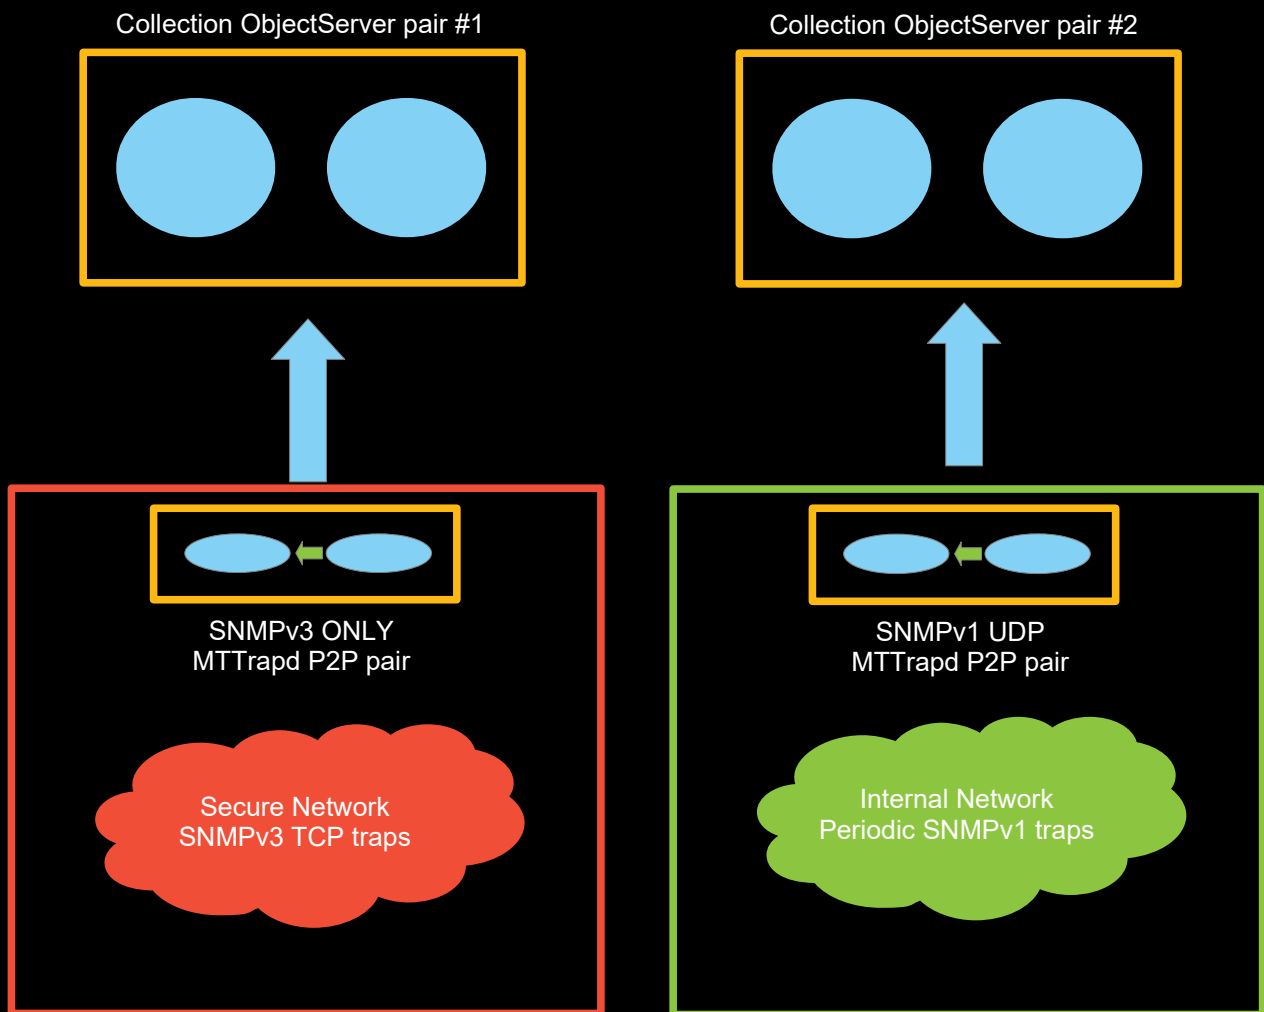 Collection ObjectServer pair #1
Collection ObjectServer pair #2
SNMPv3 ONLY
MTTrapd P2P pair
SNMPv1 UDP
MTTrapd P2P pair
Secure Network
SNMPv3 TCP traps
Internal Network
Periodic SNMPv1 traps